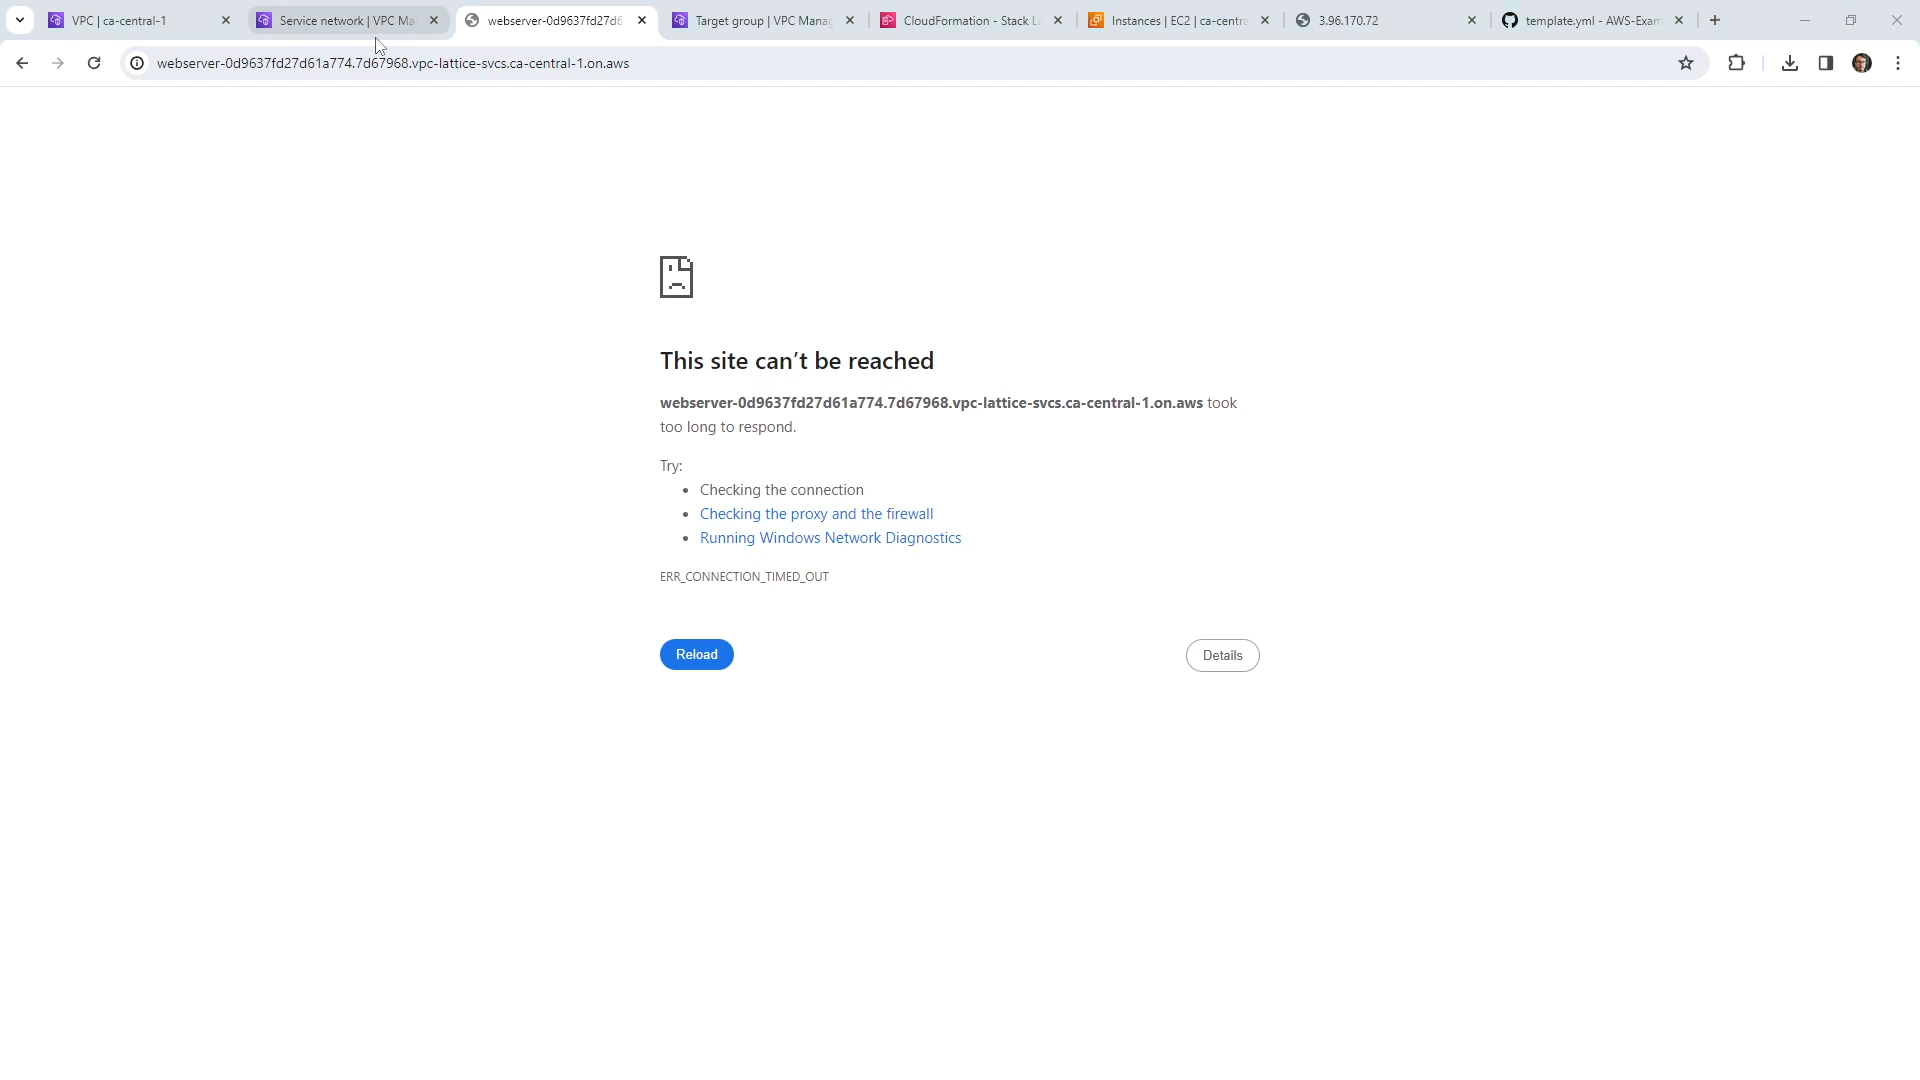 VPC | ca-central-1
Service network | VPC Ma
webserver-0d9637fd27d6
Target group | VPC Manag
CloudFormation - Stack L
Instances | EC2 | ca-centra
3.96.170.72
template.yml - AWS-Exam
webserver-0d9637fd27d61a774.7d67968.vpc-lattice-svcs.ca-central-1.on.aws
This site can’t be reached
webserver-0d9637fd27d61a774.7d67968.vpc-lattice-svcs.ca-central-1.on.aws took
too long to respond.
Try:
Checking the connection
Checking the proxy and the firewall
Running Windows Network Diagnostics
ERR_CONNECTION_TIMED_OUT
Reload
Details